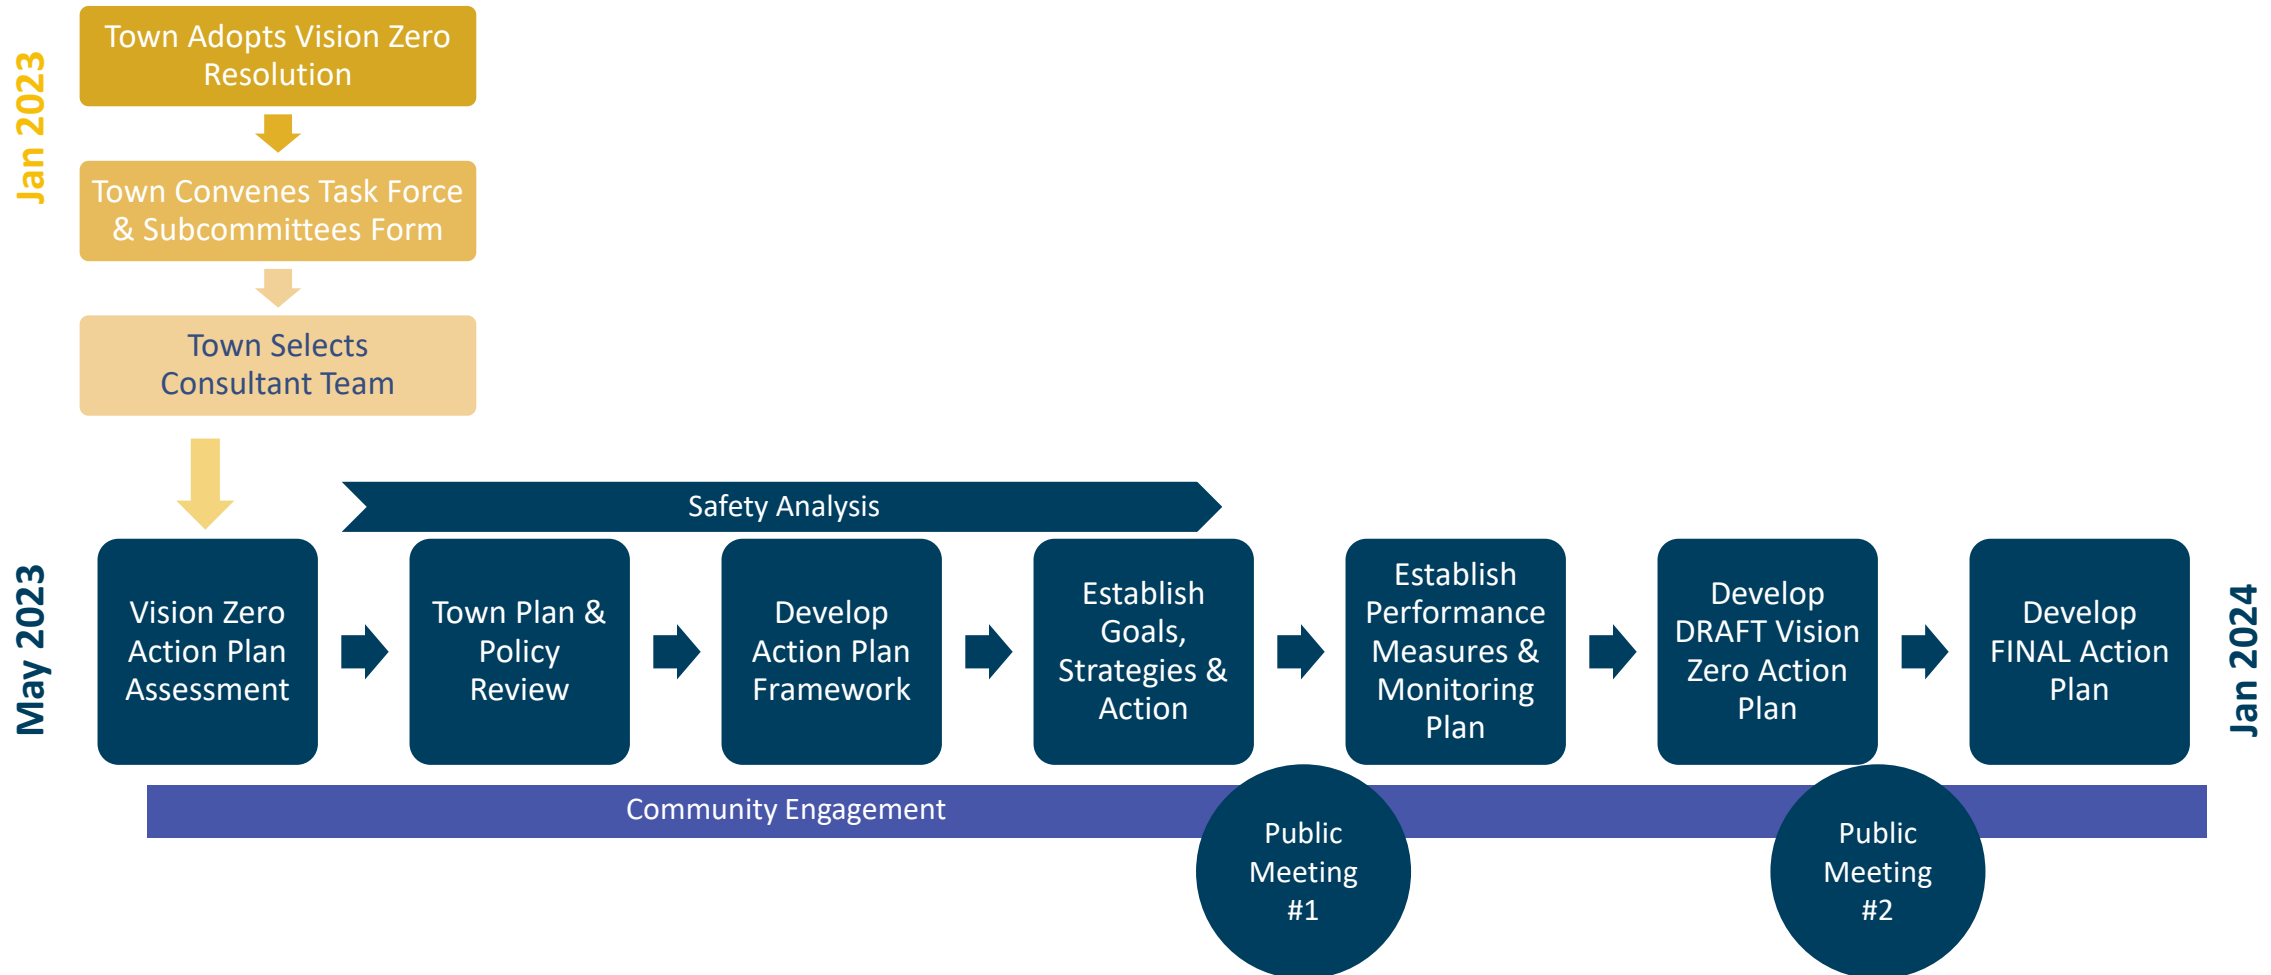 Jan 2023
Town Adopts Vision Zero
Resolution
Town Convenes Task Force
& Subcommittees Form
Town Selects
Consultant Team
Safety Analysis
May 2023
Vision Zero
Action Plan
Assessment
Town Plan &
Policy
Review
Develop
Action Plan
Framework
Establish
Goals,
Strategies &
Action
Establish
Performance
Measures &
Monitoring
Plan
Develop
DRAFT Vision
Zero Action
Plan
Develop
FINAL Action
Plan
Jan 2024
Community Engagement
Public
Meeting
#1
Public
Meeting
#2